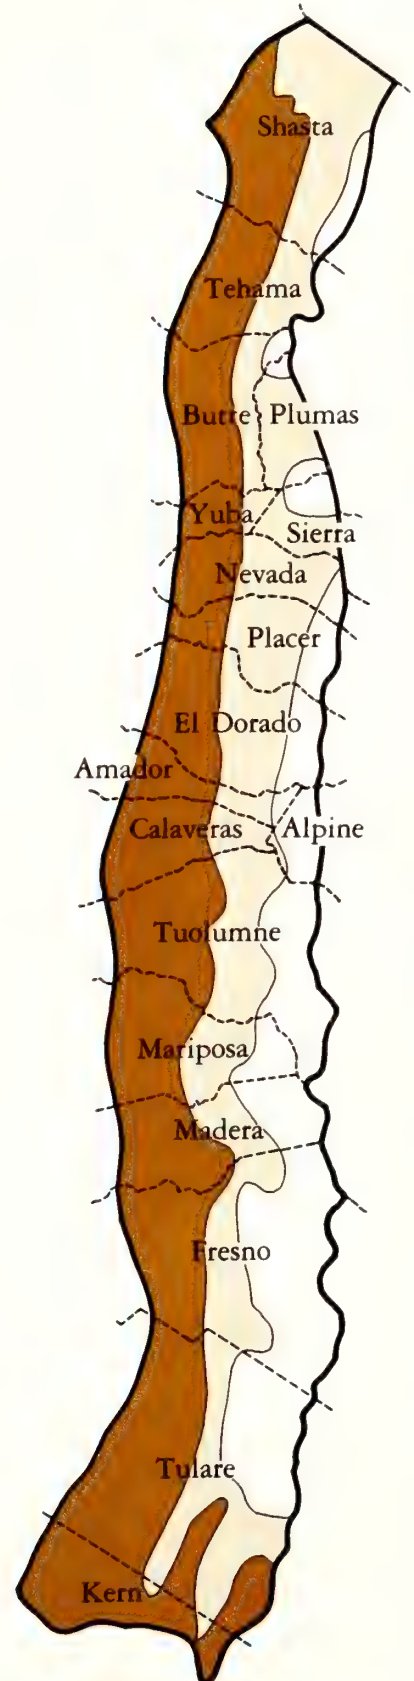 Shasta
Tehama
Butte
Plumas
Yuba
Sierra
Nevada
Placer
El Dorado
Amador
Calaveras
Alpine
Tuolumne
Mariposa
Madera
Fresno
Tulare
Kern